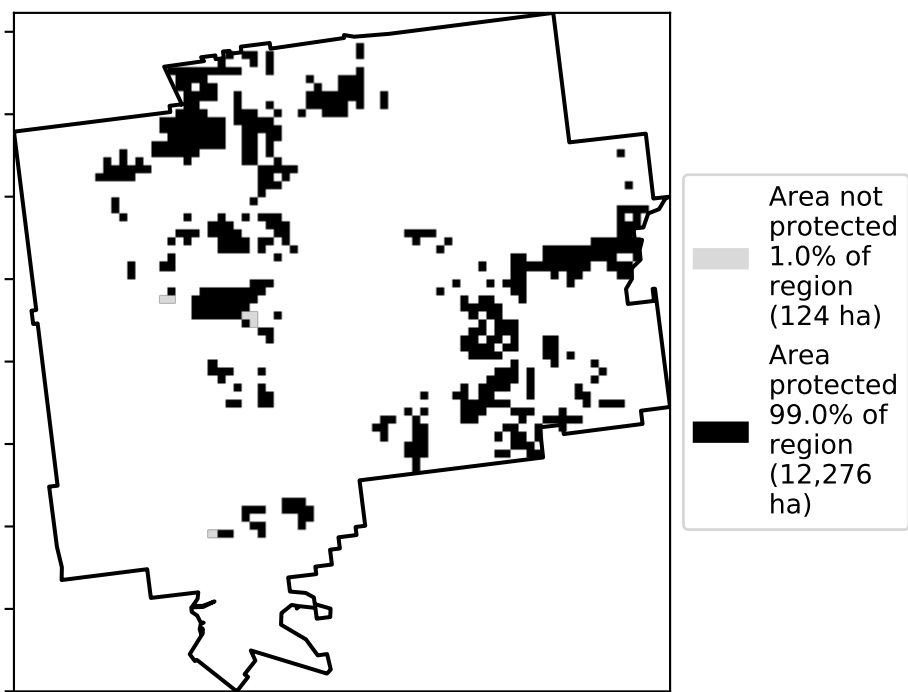 Area not
protected
1.0% of
region
(124 ha)
Area
protected
99.0% of
region
(12,276
ha)